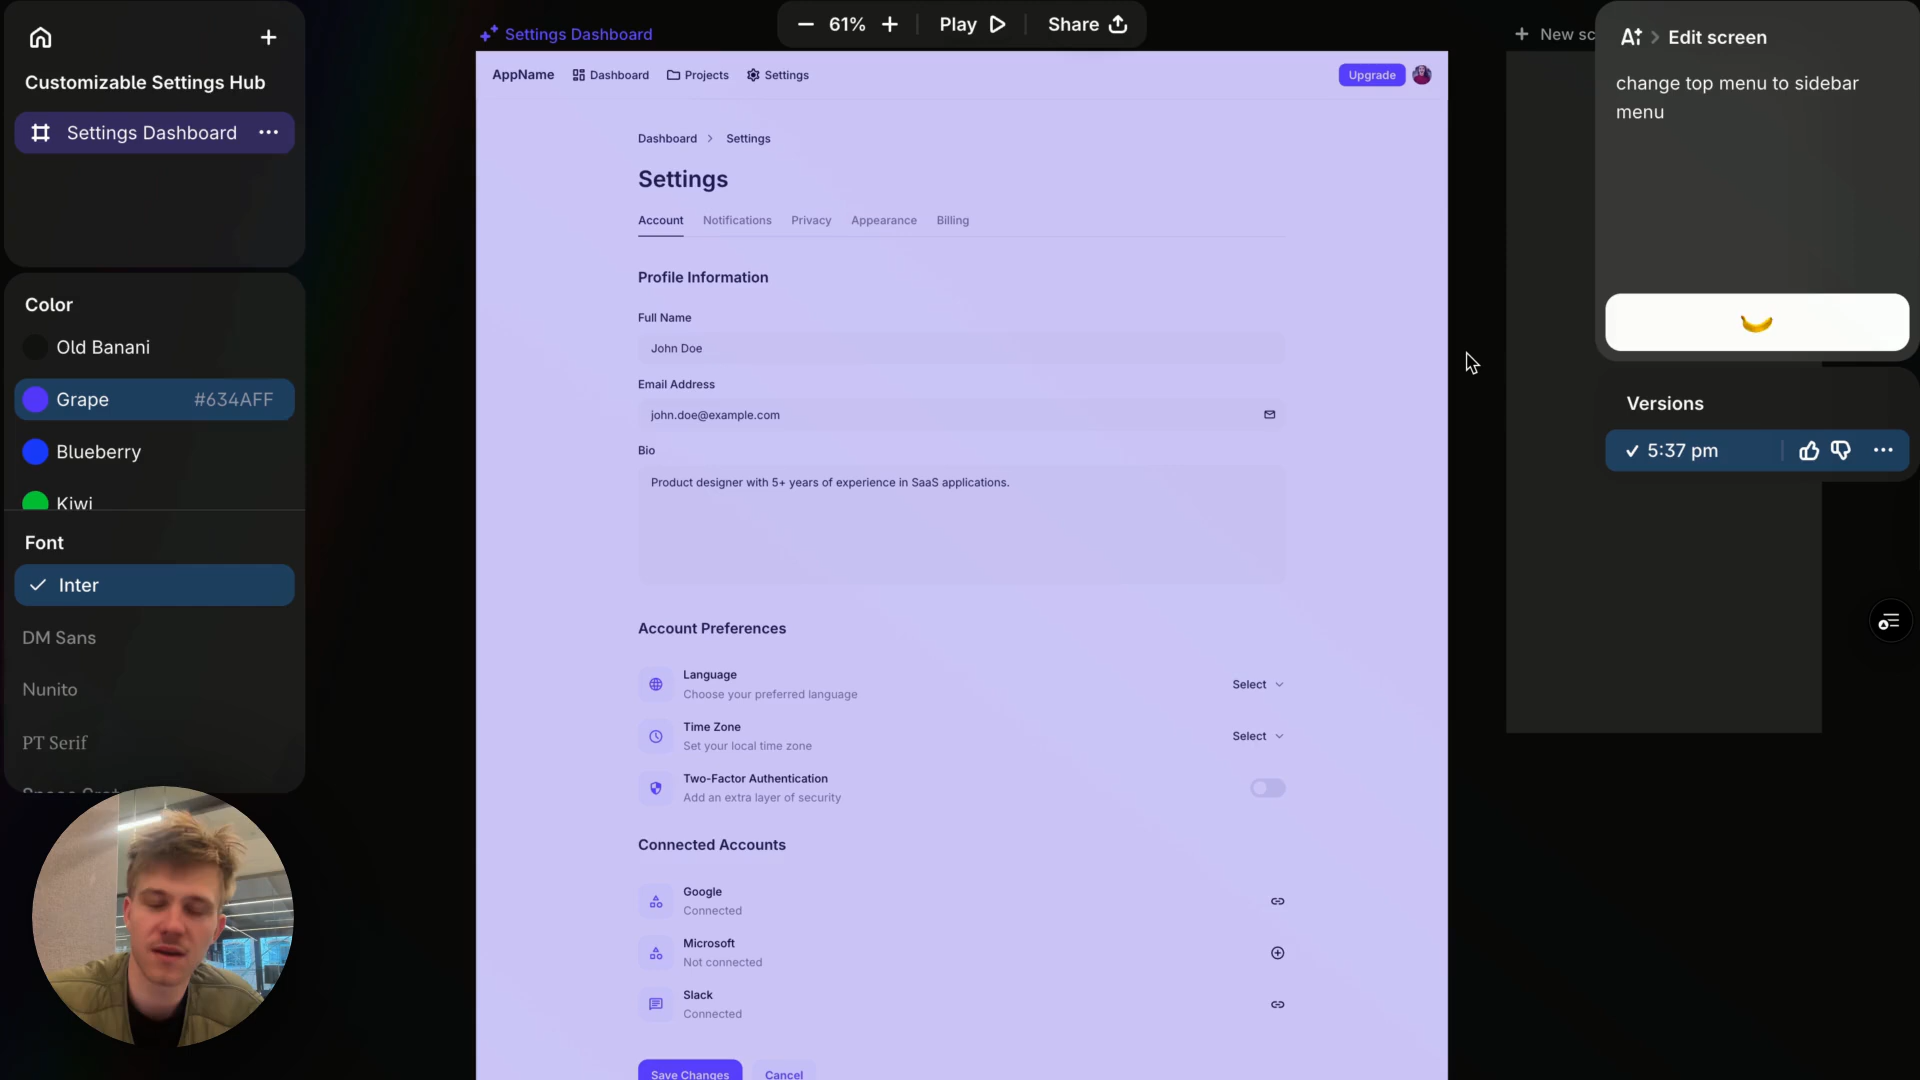 Customizable Settings Hub
Settings Dashboard
Color
Old Banani
Grape #634AFF
Blueberry
Kiwi
Font
Inter
DM Sans
Nunito
PT Serif
Settings Dashboard
61%
Play
Share
AppName
Dashboard
Projects
Settings
Upgrade
Dashboard > Settings
Settings
Account
Notifications
Privacy
Appearance
Billing
Profile Information
Full Name
John Doe
Email Address
john.doe@example.com
Bio
Product designer with 5+ years of experience in SaaS applications.
Account Preferences
Language
Choose your preferred language
Select
Time Zone
Set your local time zone
Select
Two-Factor Authentication
Add an extra layer of security
Connected Accounts
Google
Connected
Microsoft
Not connected
Slack
Connected
Save Changes
Cancel
New sc
Edit screen
change top menu to sidebar
menu
Versions
5:37 pm